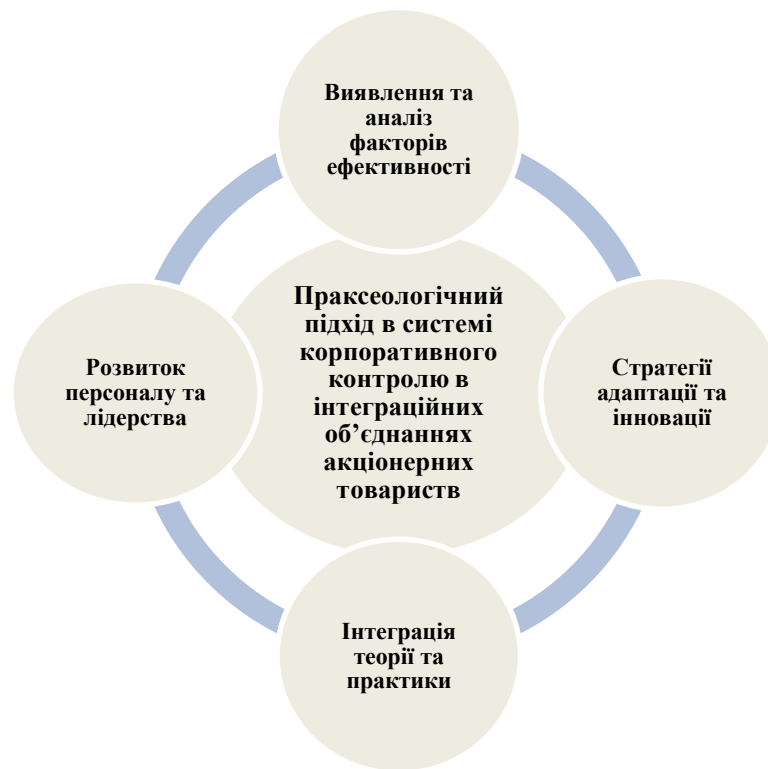 Виявлення та
аналіз
факторів
ефективності
Праксеологічний
підхід в системі
корпоративного
контролю в
інтеграційних
об’єднаннях
акціонерних
товариств
Розвиток
персоналу та
лідерства
Стратегії
адаптації та
інновації
Інтеграція
теорії та
практики